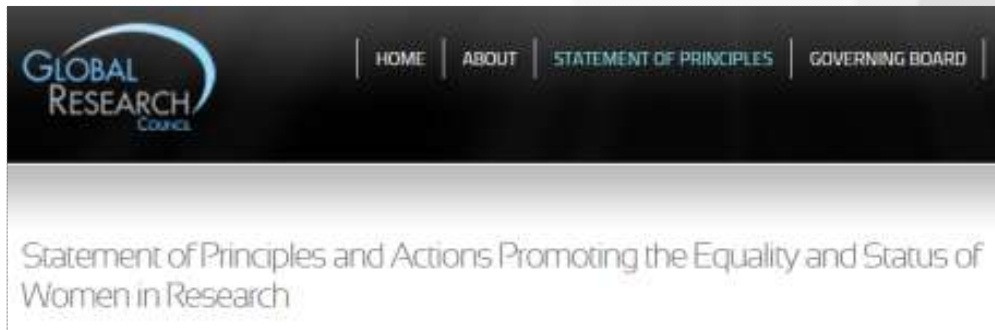 GLOBAL
RESEARCH
COUNCIL
HOME ABOUT STATEMENT OF PRINCIPLES GOVERNING BOARD
Statement of Principles and Actions Promoting the Equality and Status of
Women in Research